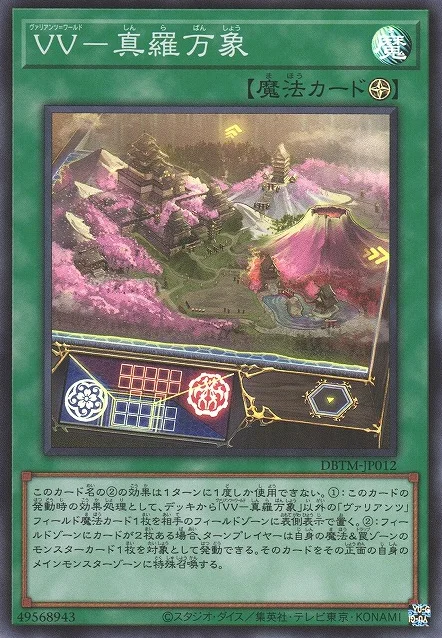 ヴァリアンツ＝ワールド
VV－真羅万象
【魔法カード】
DBTM-JP012
このカード名の②の効果は１ターンに１度しか使用できない。①：このカードの
発動時の効果処理として、デッキから「VV－真羅万象」以外の「ヴァリアンツ」
フィールド魔法カード１枚を相手のフィールドゾーンに表側表示で置く。②：フィ
ールドゾーンにカードが２枚ある場合、ターンプレイヤーは自身の魔法＆罠ゾーンの
モンスターカード１枚を対象として発動できる。そのカードをその正面の自身の
メインモンスターゾーンに特殊召喚する。
49568943
©スタジオ・ダイス／集英社・テレビ東京・KONAMI